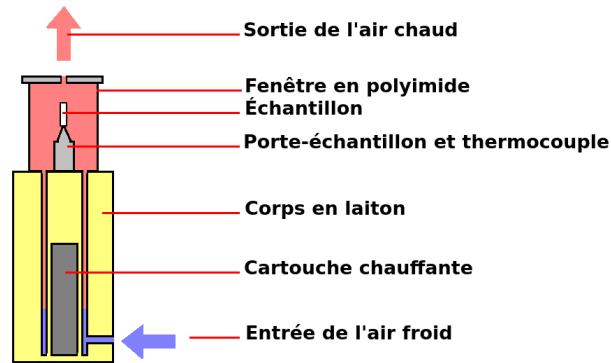 Sortie de l'air chaud
Fenêtre en polyimide
Échantillon
Porte-échantillon et thermocouple
Corps en laiton
Cartouche chauffante
Entrée de l'air froid